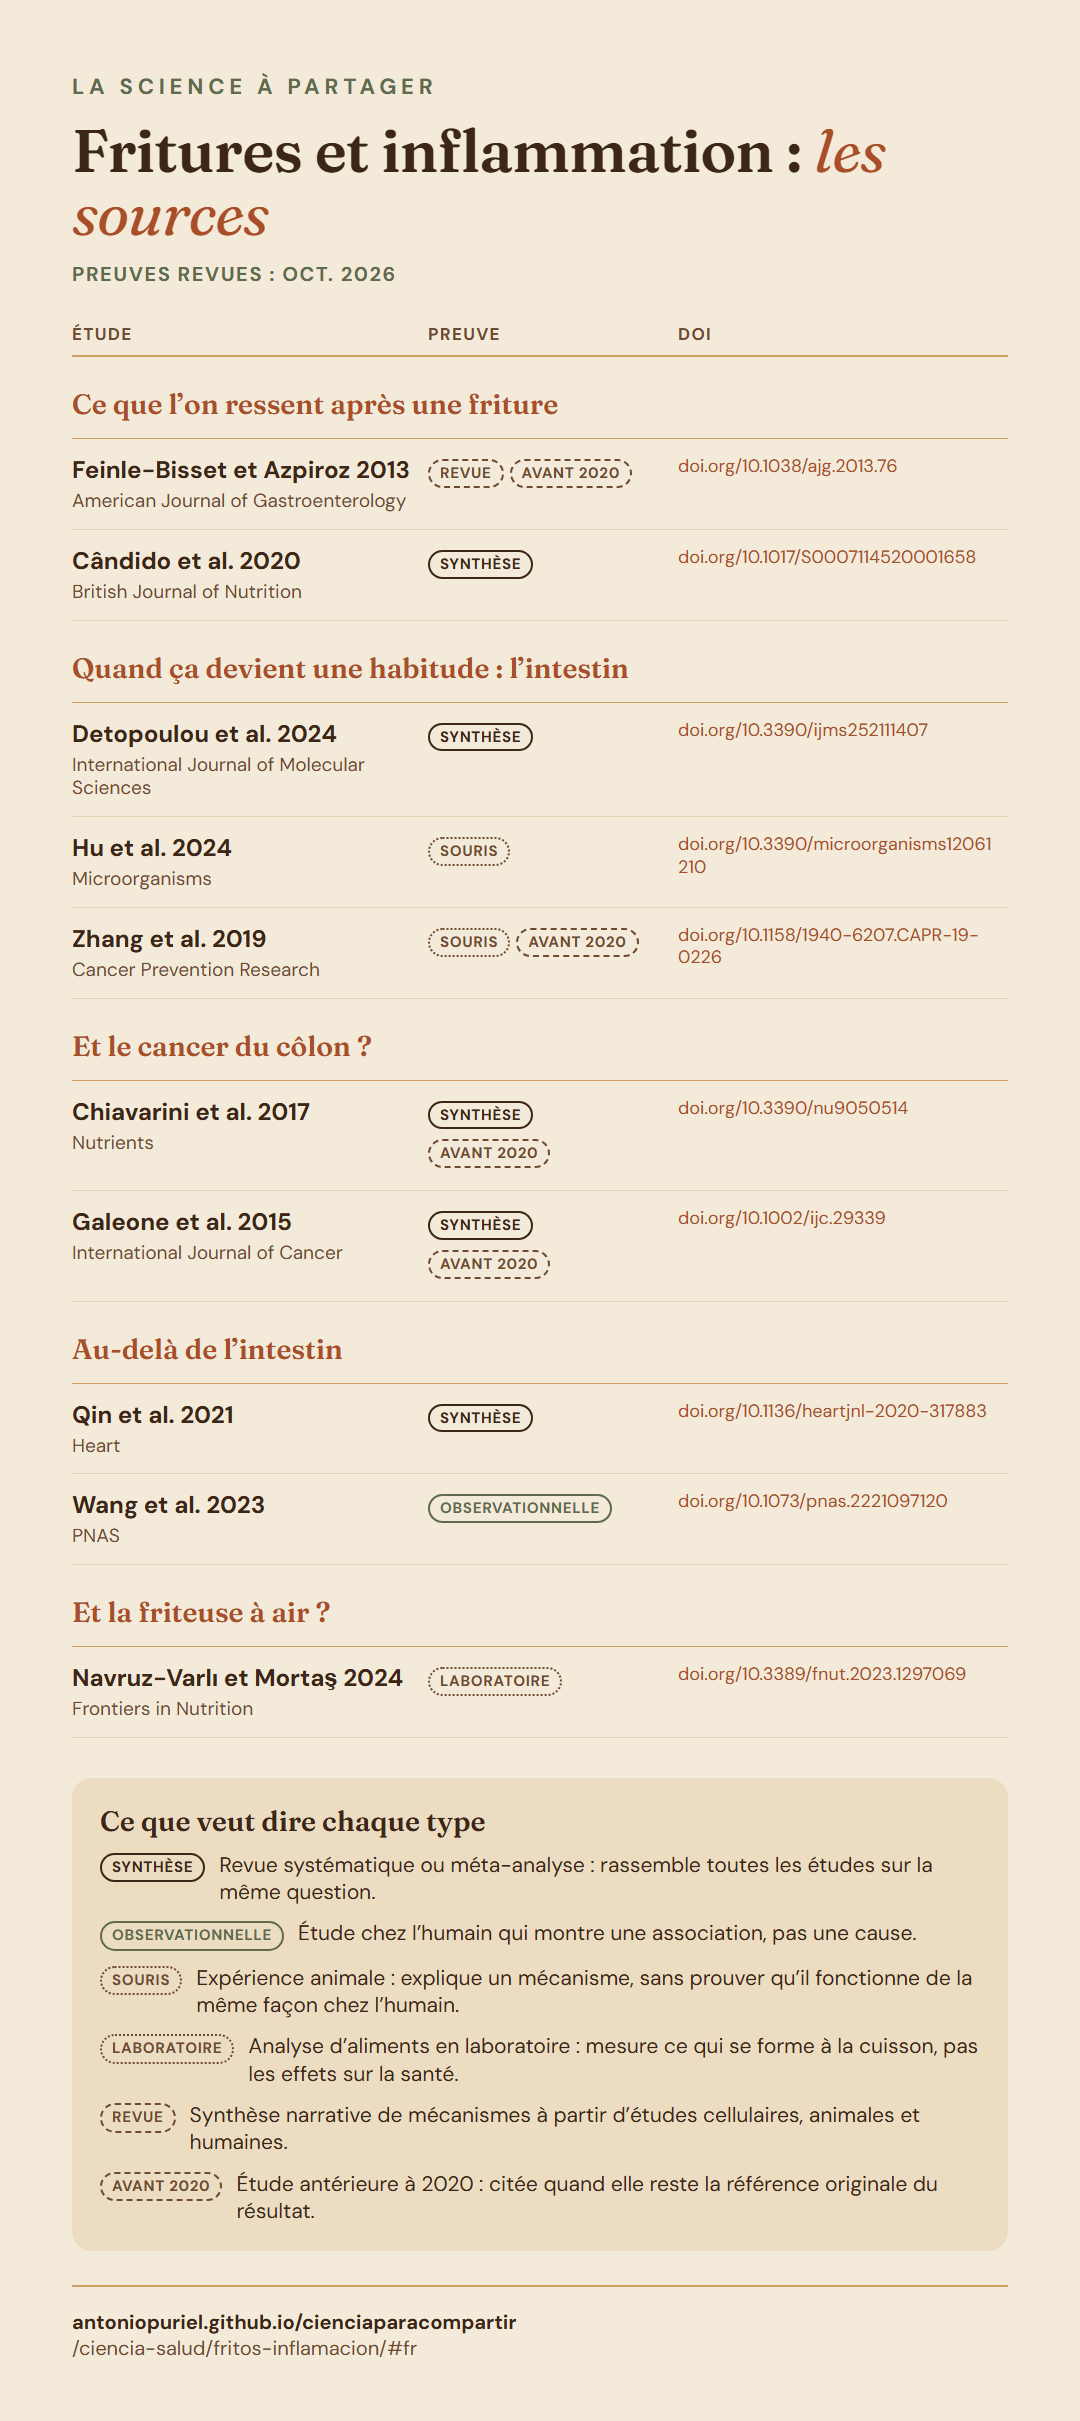 LA SCIENCE À PARTAGER
Fritures et inflammation : les
sources
PREUVES REVUES : OCT. 2026
ÉTUDE PREUVE DOI
Ce que l’on ressent après une friture
Feinle-Bisset et Azpiroz 2013 REVUE AVANT 2020 doi.org/10.1038/ajg.2013.76
American Journal of Gastroenterology
Cândido et al. 2020 SYNTHÈSE doi.org/10.1017/S0007114520001658
British Journal of Nutrition
Quand ça devient une habitude : l’intestin
Detopoulou et al. 2024 SYNTHÈSE doi.org/10.3390/ijms252111407
International Journal of Molecular
Sciences
Hu et al. 2024 SOURIS doi.org/10.3390/microorganisms12061
Microorganisms 210
Zhang et al. 2019 SOURIS AVANT 2020 doi.org/10.1158/1940-6207.CAPR-19-
Cancer Prevention Research 0226
Et le cancer du côlon ?
Chiavarini et al. 2017 SYNTHÈSE doi.org/10.3390/nu9050514
Nutrients AVANT 2020
Galeone et al. 2015 SYNTHÈSE doi.org/10.1002/ijc.29339
International Journal of Cancer AVANT 2020
Au-delà de l’intestin
Qin et al. 2021 SYNTHÈSE doi.org/10.1136/heartjnl-2020-317883
Heart
Wang et al. 2023 OBSERVATIONNELLE doi.org/10.1073/pnas.2221097120
PNAS
Et la friteuse à air ?
Navruz-Varlı et Mortaş 2024 LABORATOIRE doi.org/10.3389/fnut.2023.1297069
Frontiers in Nutrition
Ce que veut dire chaque type
SYNTHÈSE Revue systématique ou méta-analyse : rassemble toutes les études sur la
même question.
OBSERVATIONNELLE Étude chez l’humain qui montre une association, pas une cause.
SOURIS Expérience animale : explique un mécanisme, sans prouver qu’il fonctionne de la
même façon chez l’humain.
LABORATOIRE Analyse d’aliments en laboratoire : mesure ce qui se forme à la cuisson, pas
les effets sur la santé.
REVUE Synthèse narrative de mécanismes à partir d’études cellulaires, animales et
humaines.
AVANT 2020 Étude antérieure à 2020 : citée quand elle reste la référence originale du
résultat.
antoniopuriel.github.io/cienciaparacompartir
/ciencia-salud/fritos-inflamacion/#fr